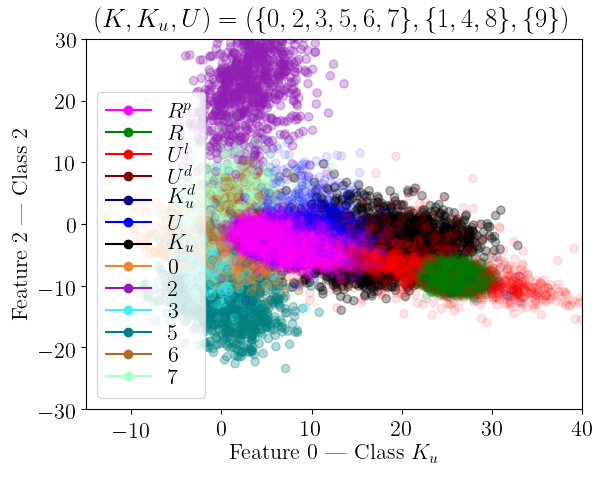 (K, K_u, U) = ({0, 2, 3, 5, 6, 7}, {1, 4, 8}, {9})
Feature 2 — Class 2
30
20
10
0
−10
−20
−30
R^p
R
U^l
U^d
K_u^d
U
K_u
0
2
3
5
6
7
−10
0
10
20
30
40
Feature 0 — Class K_u